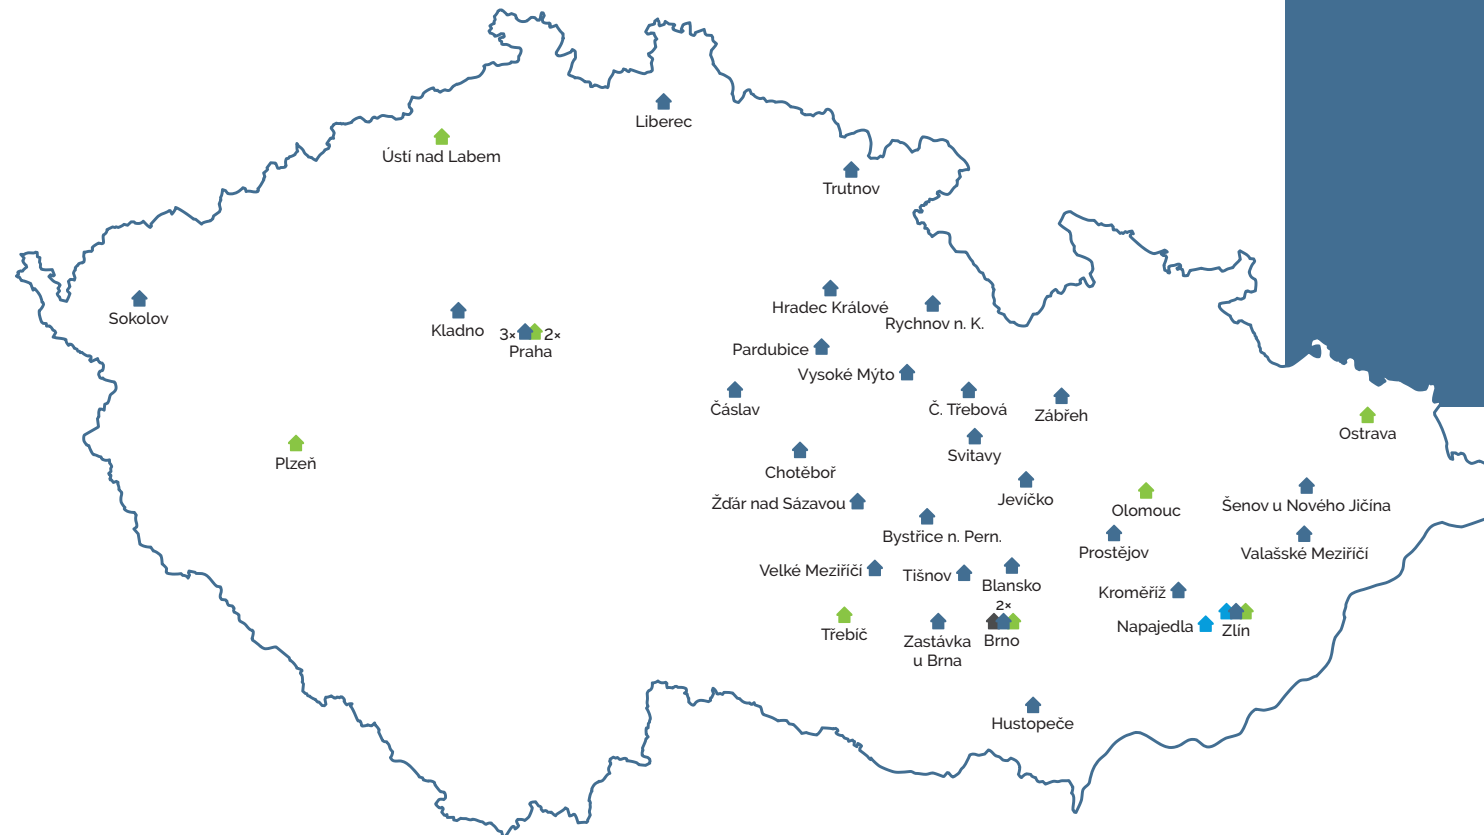 Liberec
Ústí nad Labem
Trutnov
Sokolov
Hradec Králové
Rychnov n. K.
Kladno
3× 2×
Praha
Pardubice
Vysoké Mýto
Čáslav
Č. Třebová
Zábřeh
Ostrava
Plzeň
Svitavy
Chotěboř
Jevíčko
Žďár nad Sázavou
Olomouc
Šenov u Nového Jičína
Bystřice n. Pern.
Prostějov
Valašské Meziříčí
Velké Meziříčí
Tišnov
Blansko
Kroměříž
2×
Napajedla
Zlín
Třebíč
Zastávka
u Brna
Brno
Hustopeče